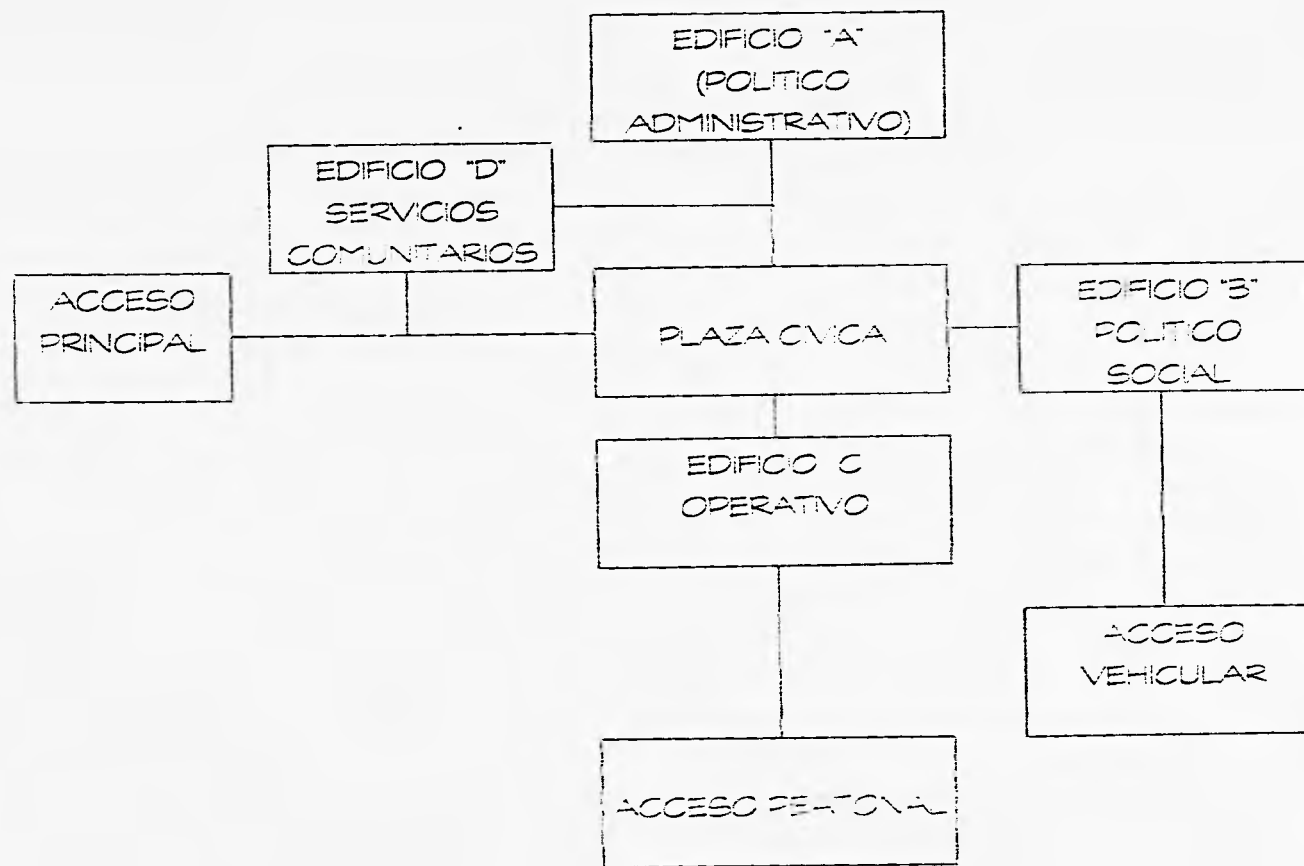 EDIFICIO "A"
(POLITICO
ADMINISTRATIVO)
EDIFICIO "D"
SERVICIOS
COMUNITARIOS
ACCESO
PRINCIPAL
PLAZA CIVICA
EDIFICIO "B"
POLITICO
SOCIAL
EDIFICIO C
OPERATIVO
ACCESO
VEHICULAR
ACCESO PEATONAL